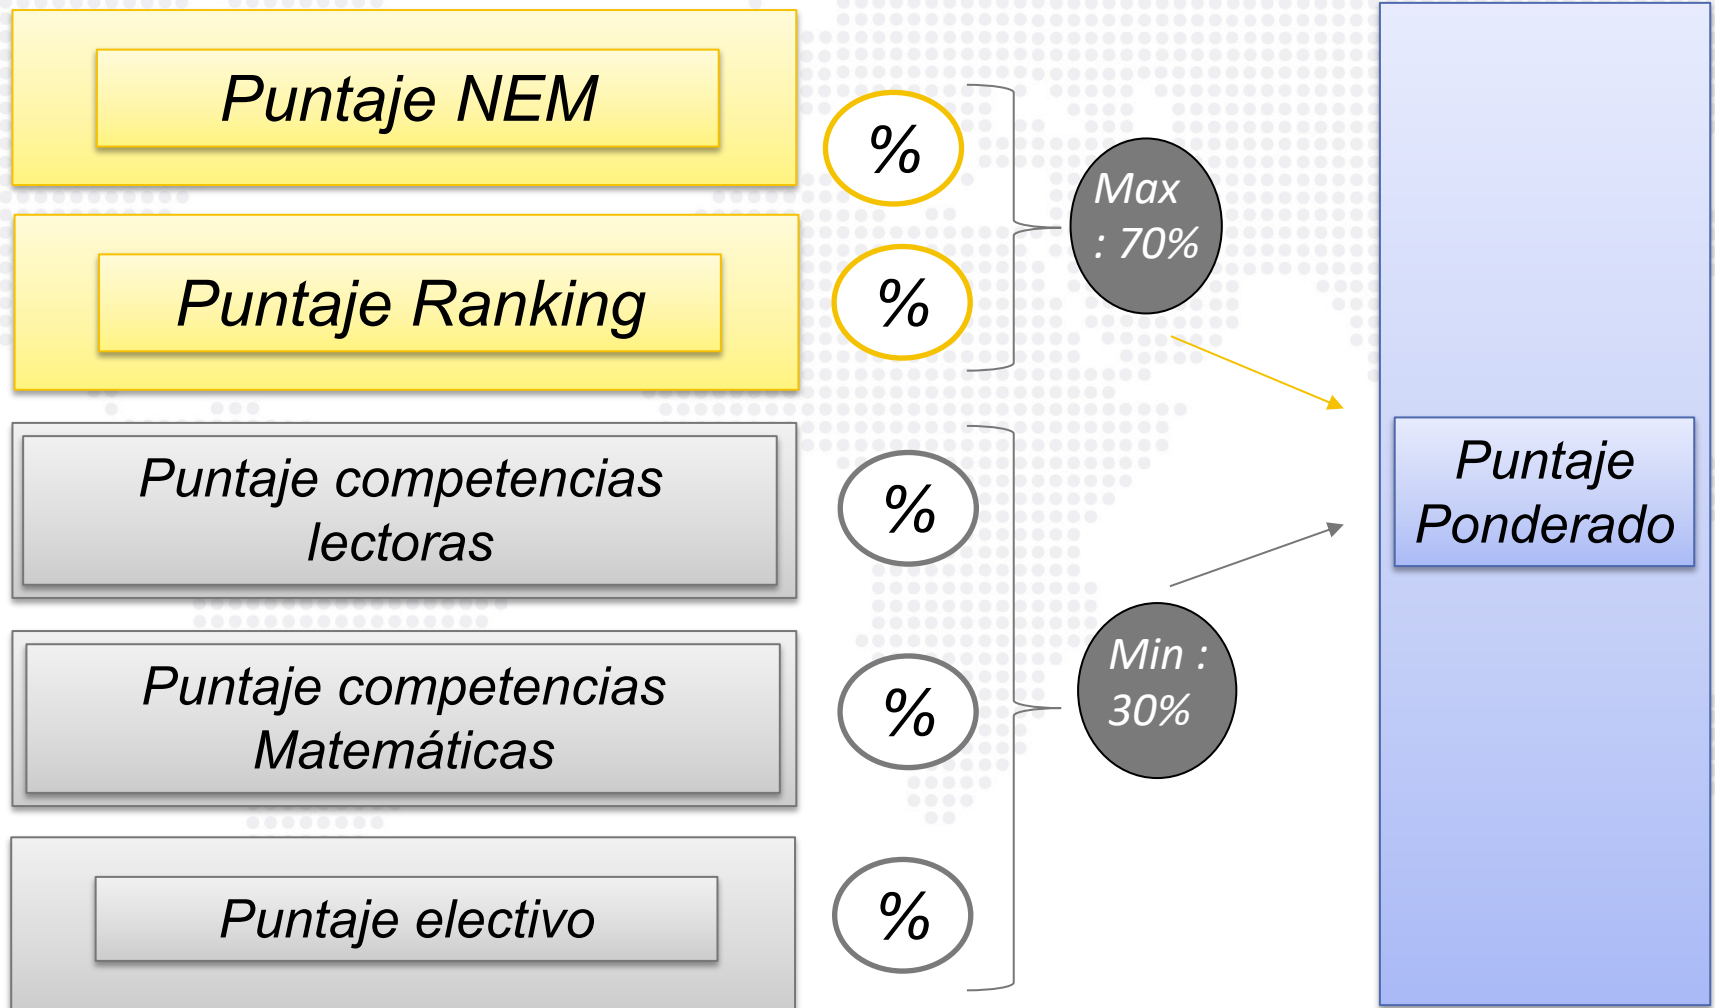 Puntaje NEM
%
Max
: 70%
Puntaje Ranking
%
Puntaje competencias
lectoras
%
Puntaje
Ponderado
Puntaje competencias
Matemáticas
%
Min :
30%
Puntaje electivo
%